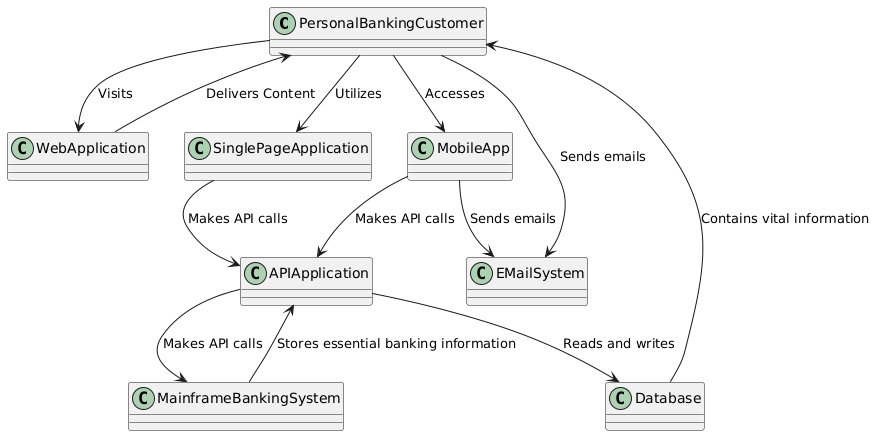 C PersonalBankingCustomer
Visits
Delivers Content
Utilizes
Accesses
C WebApplication
C SinglePageApplication
C MobileApp
Sends emails
Makes API calls
Makes API calls
Sends emails
Contains vital information
C APIApplication
C EMailSystem
Makes API calls
Stores essential banking information
Reads and writes
C MainframeBankingSystem
C Database